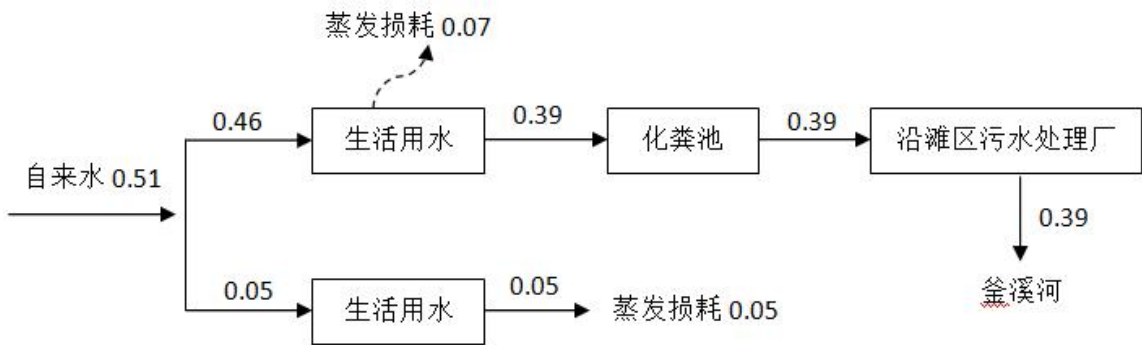 蒸发损耗 0.07
0.46
生活用水
0.39
化粪池
0.39
沿滩区污水处理厂
自来水 0.51
0.39
釜溪河
0.05
生活用水
0.05
蒸发损耗 0.05